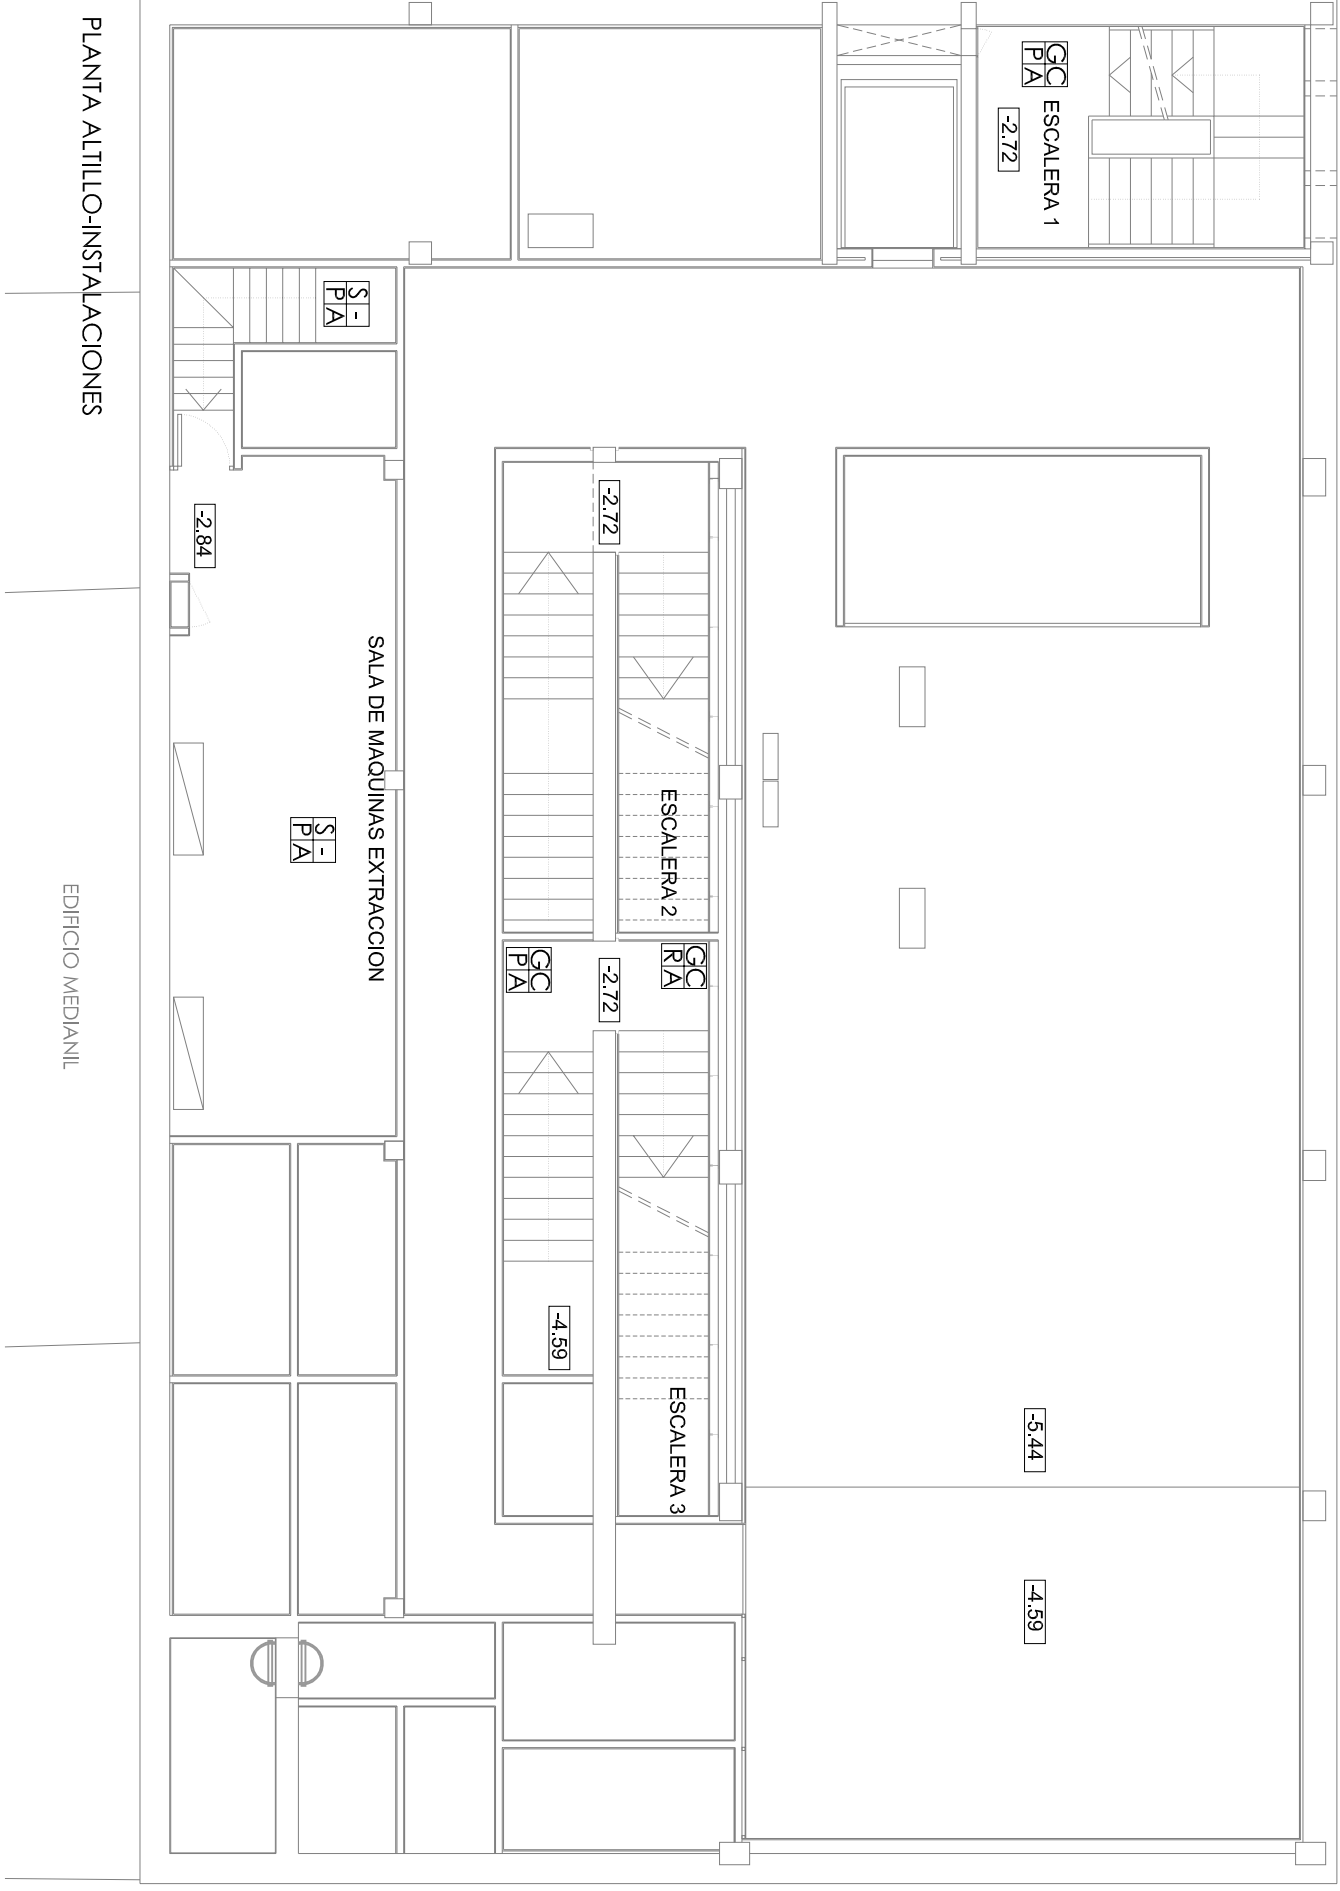 PLANTA ALTILLO-INSTALACIONES
GC
PA
ESCALERA 1
-2.72
S -
PA
-2.84
-2.72
SALA DE MAQUINAS EXTRACCION
S -
PA
ESCALERA 2
EDIFICIO MEDIANIL
GC
RA
GC
PA
-2.72
-4.59
ESCALERA 3
-5.44
-4.59